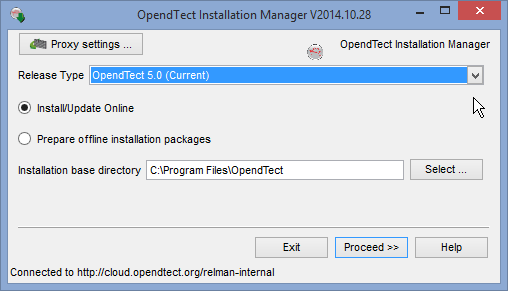 OpendTect Installation Manager V2014.10.28
Proxy settings ...
OpendTect Installation Manager
Release Type OpendTect 5.0 (Current)
Install/Update Online
Prepare offline installation packages
Installation base directory C:\Program Files\OpendTect Select ...
Exit Proceed >> Help
Connected to http://cloud.opendtect.org/relman-internal